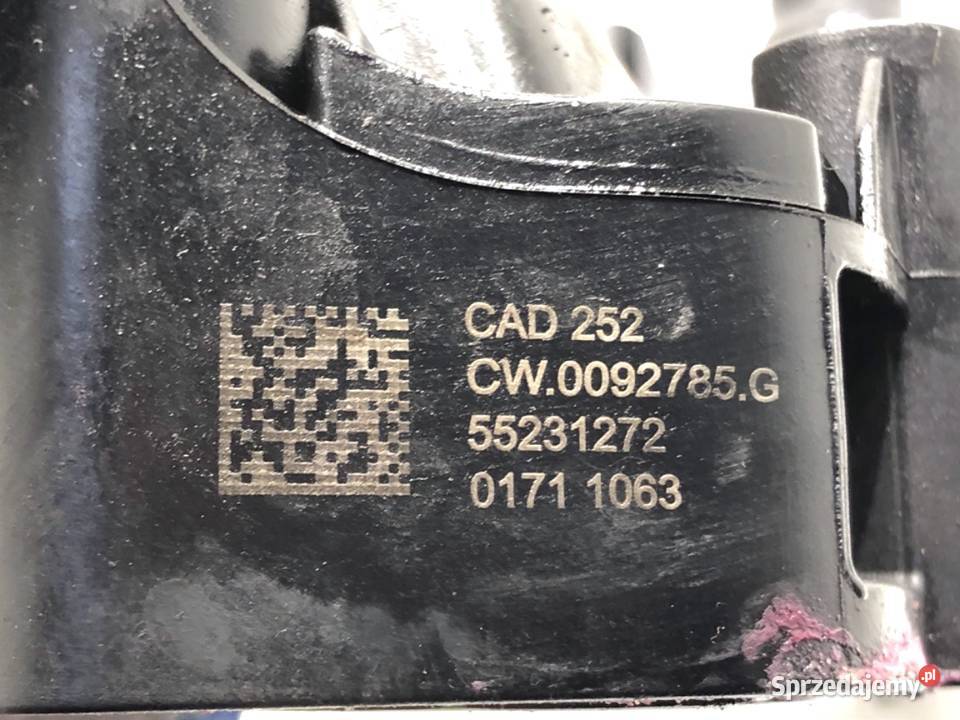 CAD 252
CW.0092785.G
55231272
0171 1063
Sprzedajemy.pl